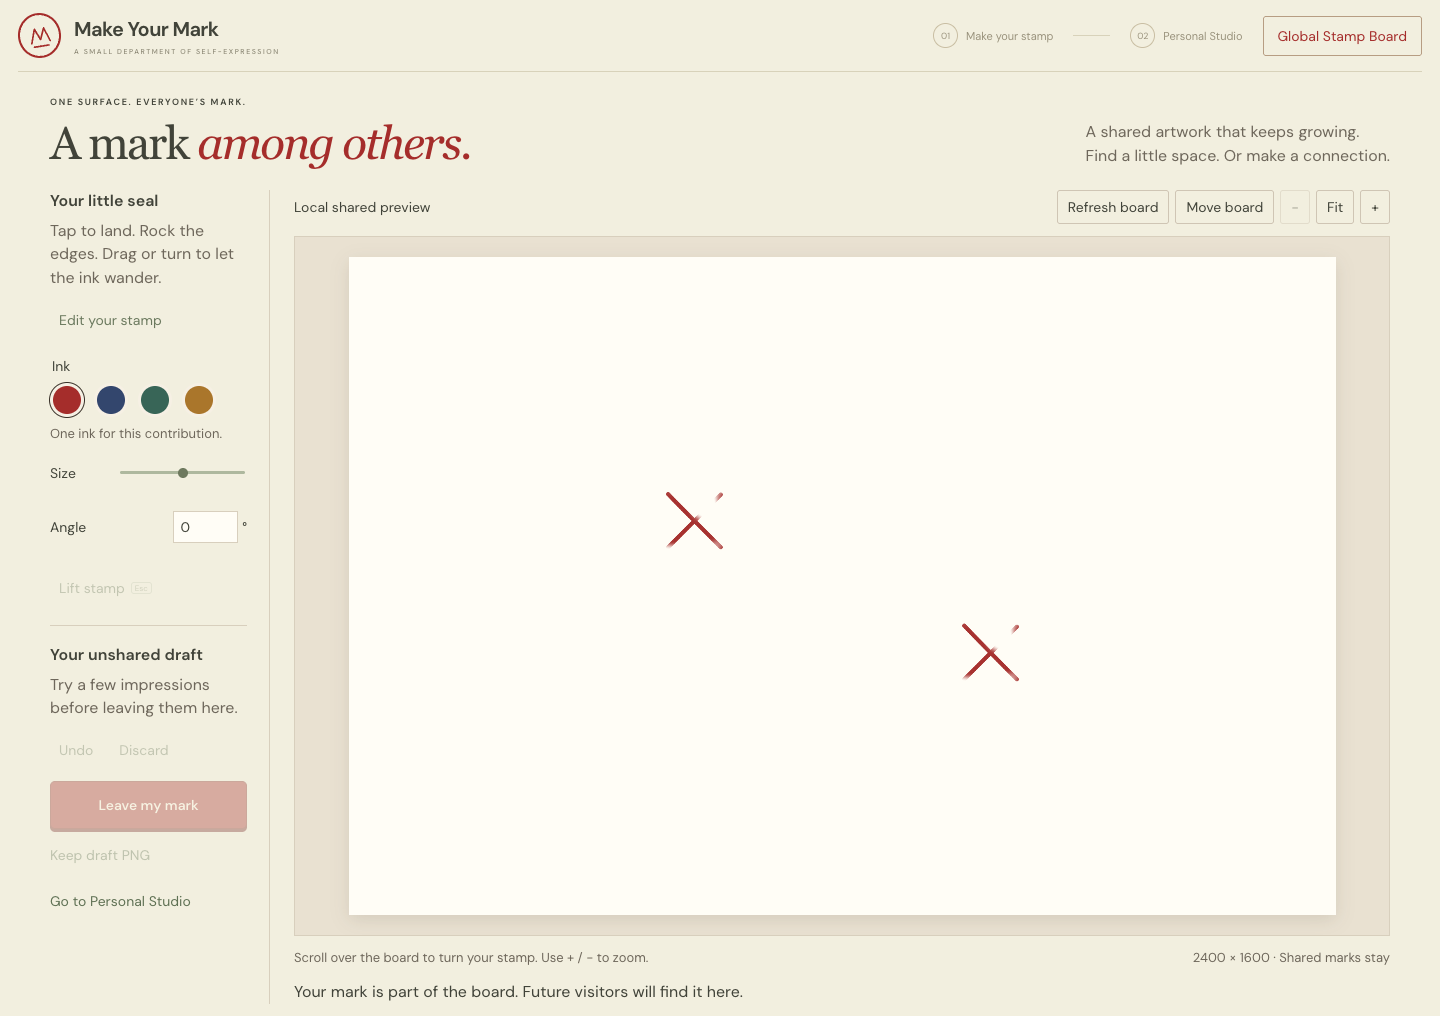 Make Your Mark
A SMALL DEPARTMENT OF SELF-EXPRESSION
01 Make your stamp
02 Personal Studio
Global Stamp Board
ONE SURFACE. EVERYONE'S MARK.
A mark among others.
A shared artwork that keeps growing.
Find a little space. Or make a connection.
Your little seal
Tap to land. Rock the
edges. Drag or turn to let
the ink wander.
Edit your stamp
Ink
One ink for this contribution.
Size
Angle 0 °
Lift stamp Esc
Your unshared draft
Try a few impressions
before leaving them here.
Undo Discard
Leave my mark
Keep draft PNG
Go to Personal Studio
Local shared preview
Refresh board Move board − Fit +
Scroll over the board to turn your stamp. Use + / − to zoom.
2400 × 1600 · Shared marks stay
Your mark is part of the board. Future visitors will find it here.